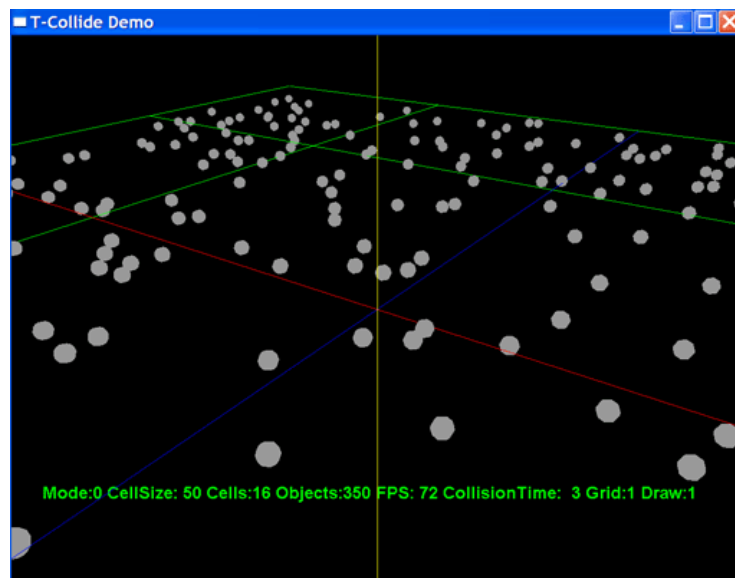 T-Collide Demo
Mode:0 CellSize: 50 Cells:16 Objects:350 FPS: 72 CollisionTime:  3 Grid:1 Draw:1